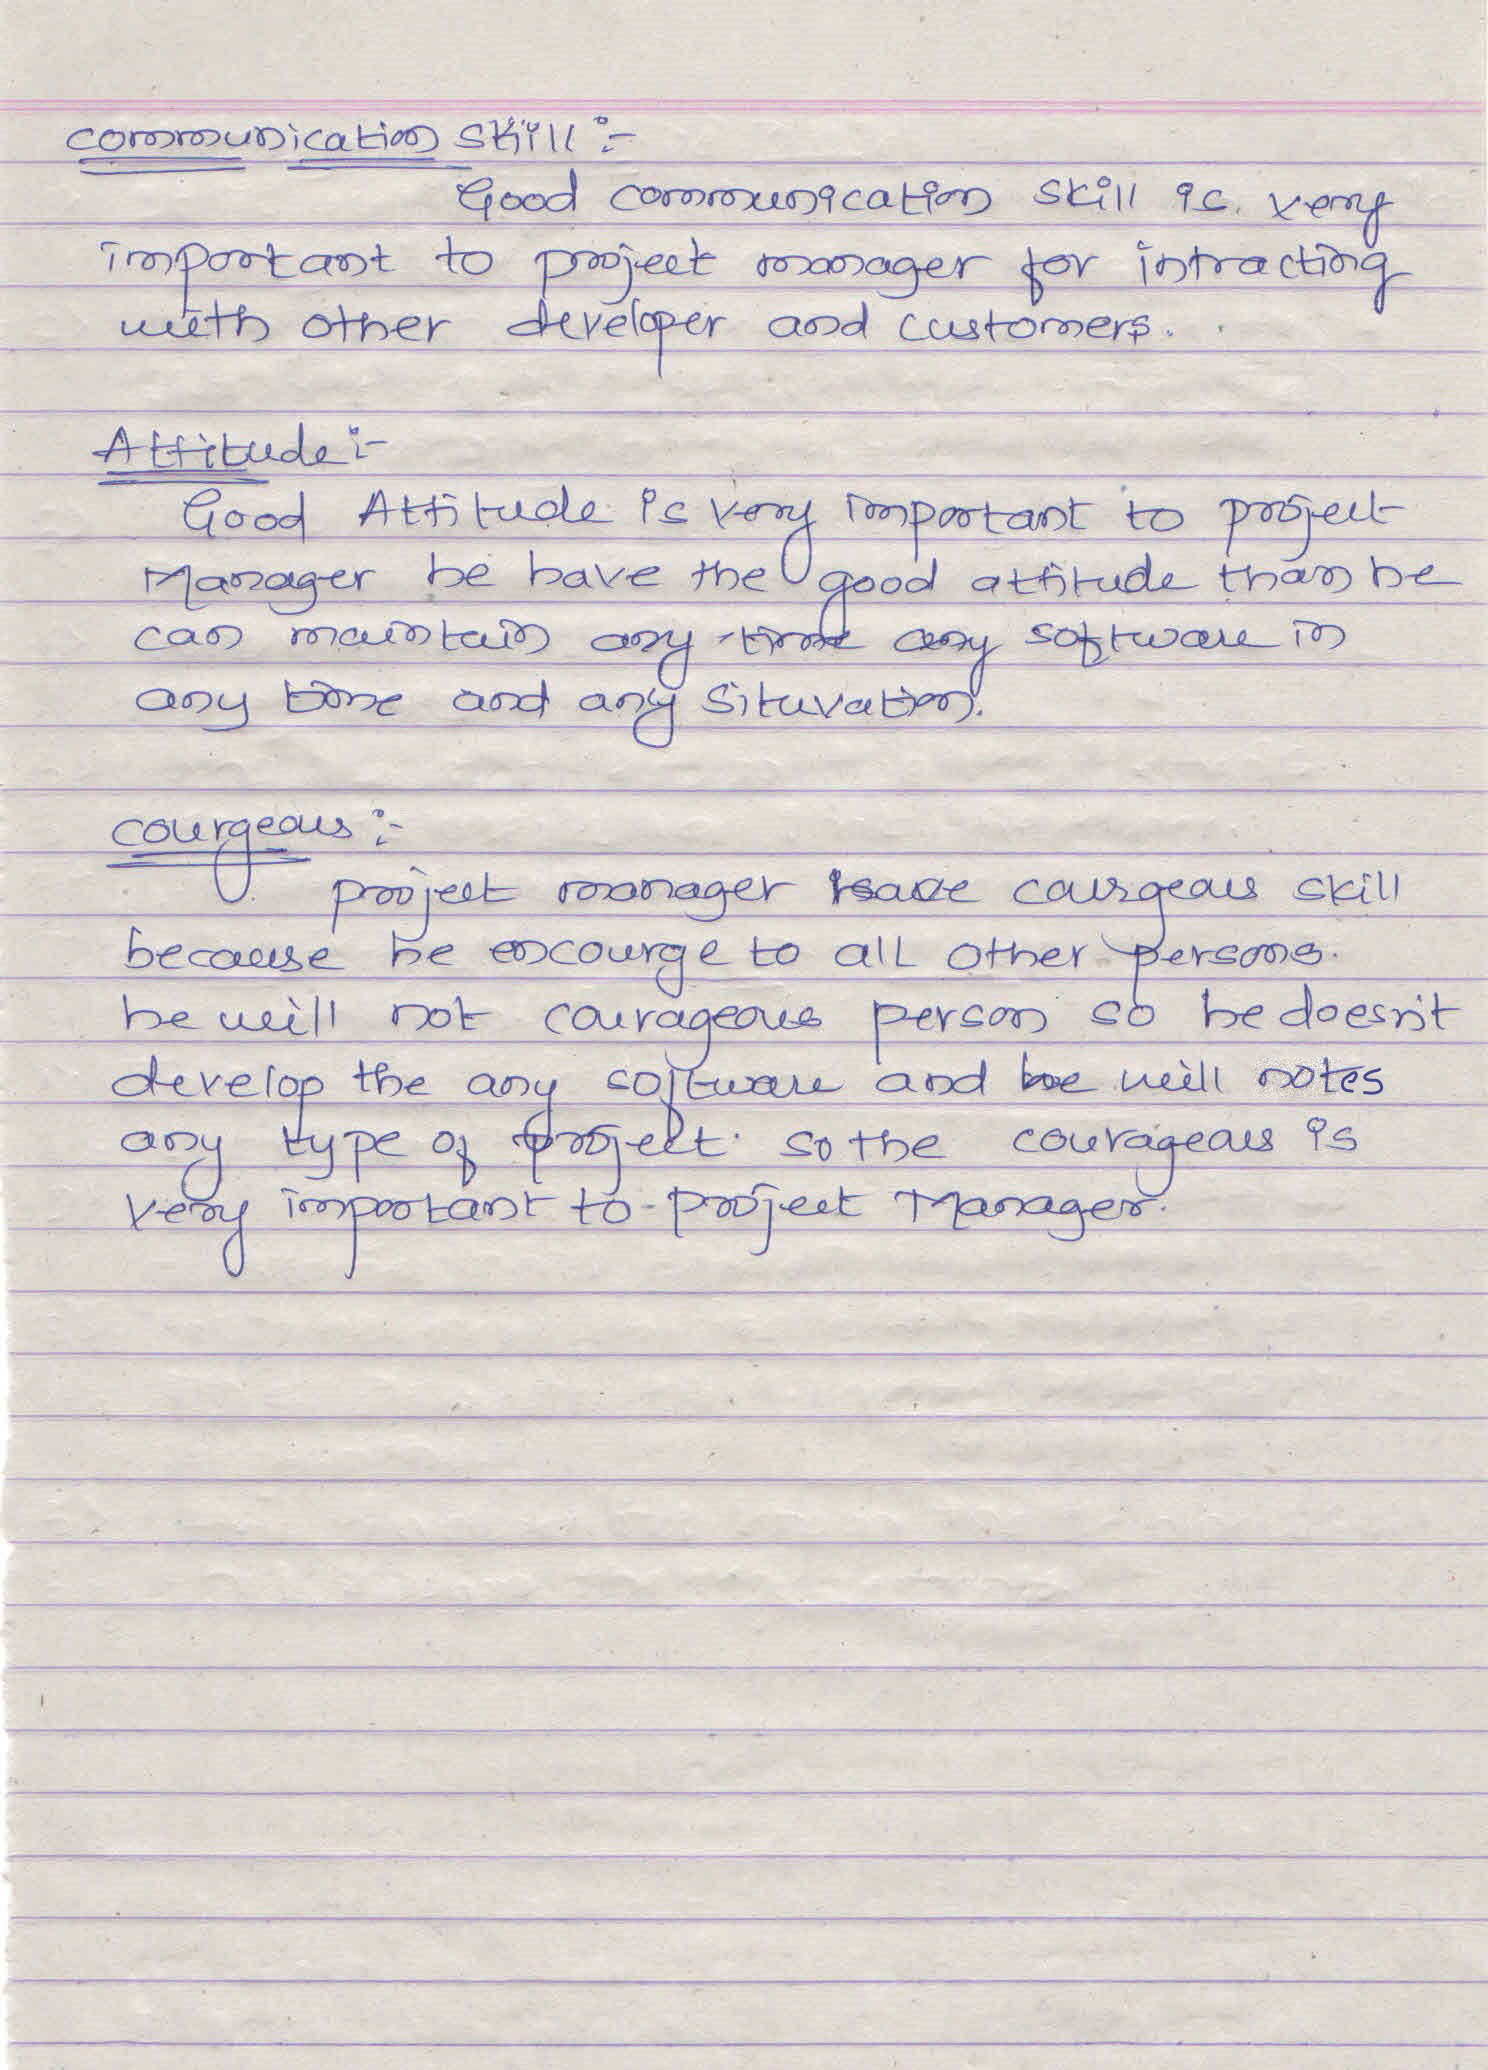 communication skill :-
Good communication skill is very
important to project manager for intracting
with other developer and customers.
Attitude :-
Good Attitude is very important to project
Manager he have the good attitude than he
can maintain any time any software in
any time and any situvation.
courgeous :-
project manager have courgeous skill
because he encourge to all other persons.
he will not courageous person so he doesn't
develop the any software and he will notes
any type of project. so the courageous is
very important to project Manager.